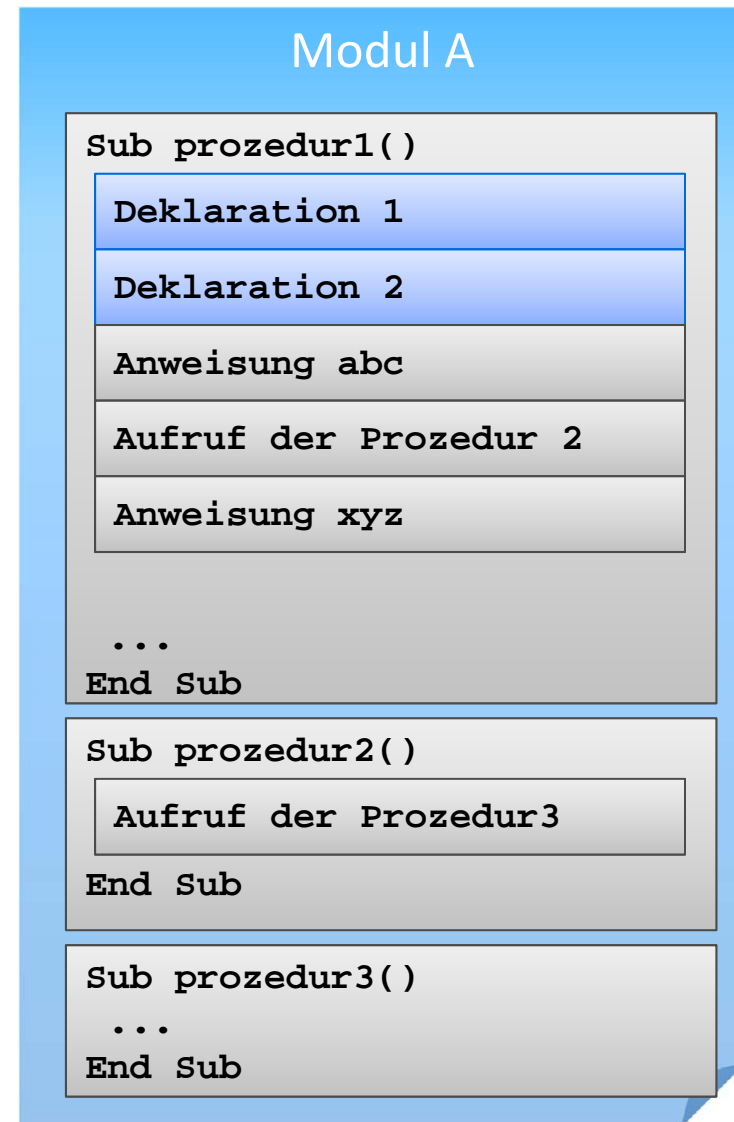 Modul A
Sub prozedur1()
Deklaration 1
Deklaration 2
Anweisung abc
Aufruf der Prozedur 2
Anweisung xyz
...
End Sub
Sub prozedur2()
Aufruf der Prozedur3
End Sub
Sub prozedur3()
...
End Sub